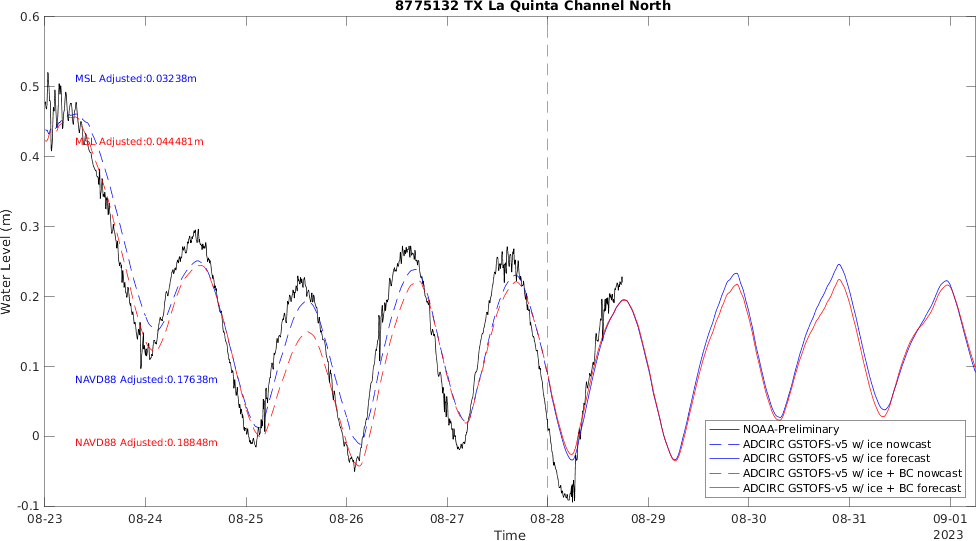 8775132 TX La Quinta Channel North
0.6
0.5
0.4
0.3
0.2
0.1
0
-0.1
Water Level (m)
MSL Adjusted:0.03238m
MSL Adjusted:0.044481m
NAVD88 Adjusted:0.17638m
NAVD88 Adjusted:0.18848m
NOAA-Preliminary
ADCIRC GSTOFS-v5 w/ ice nowcast
ADCIRC GSTOFS-v5 w/ ice forecast
ADCIRC GSTOFS-v5 w/ ice + BC nowcast
ADCIRC GSTOFS-v5 w/ ice + BC forecast
08-23 08-24 08-25 08-26 08-27 08-28 08-29 08-30 08-31 09-01
Time 2023